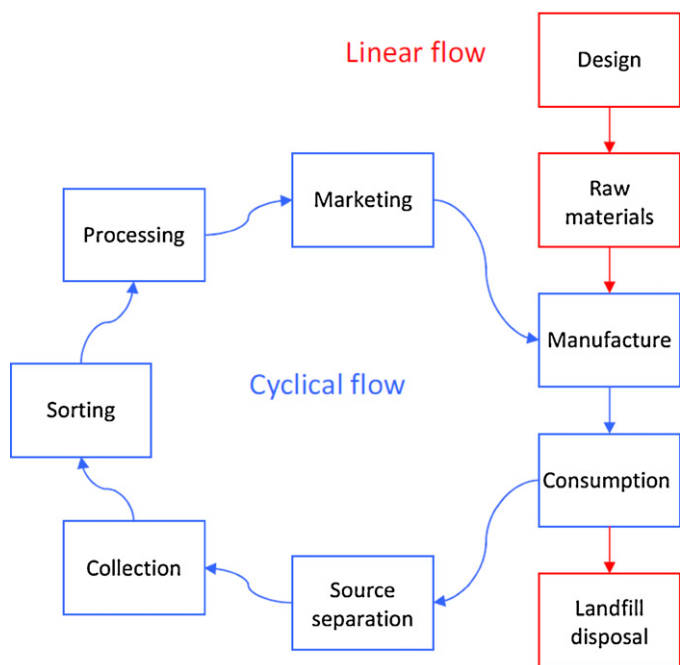 Linear flow
Design
Raw
materials
Marketing
Processing
Manufacture
Cyclical flow
Sorting
Consumption
Collection
Source
separation
Landfill
disposal